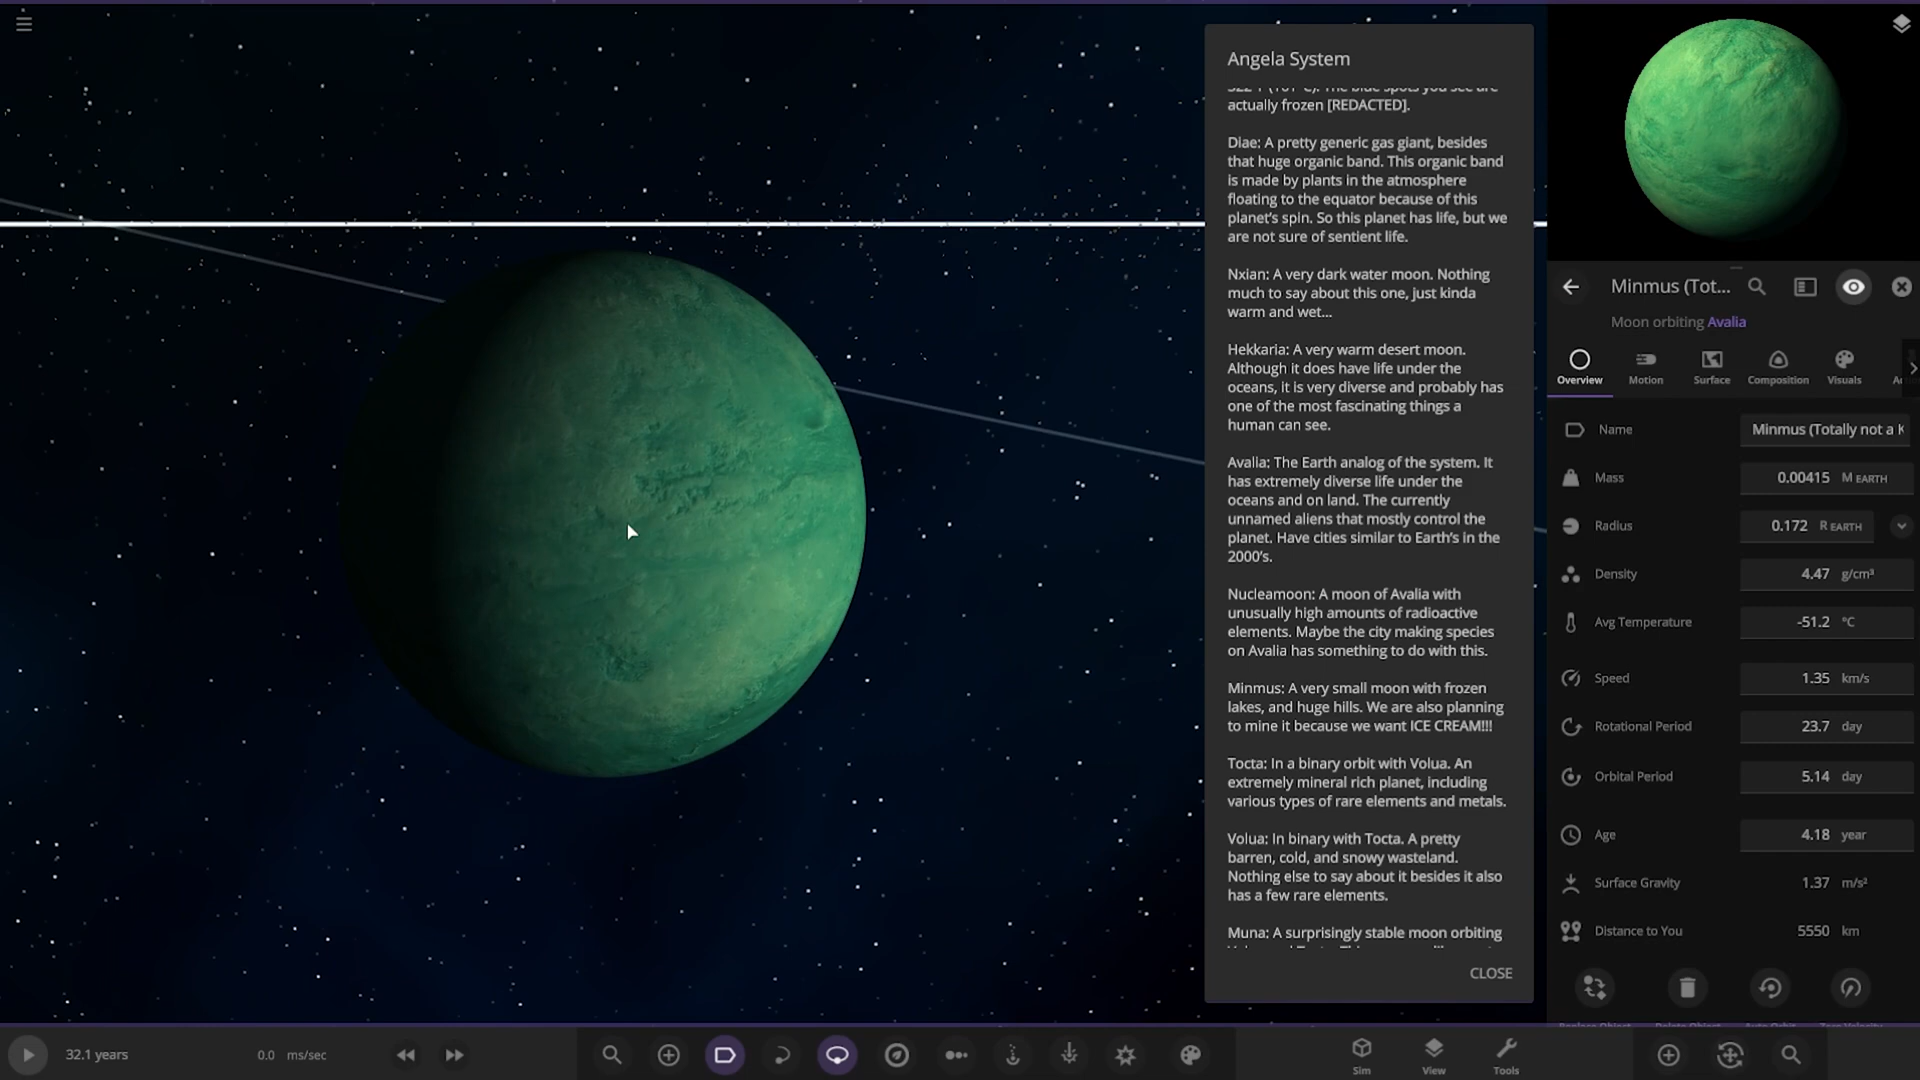 Angela System
actually frozen [REDACTED].
Diae: A pretty generic gas giant, besides
that huge organic band. This organic band
is made by plants in the atmosphere
floating to the equator because of this
planet's spin. So this planet has life, but we
are not sure of sentient life.
Nxian: A very dark water moon. Nothing
much to say about this one, just kinda
warm and wet...
Hekkaria: A very warm desert moon.
Although it does have life under the
oceans, it is very diverse and probably has
one of the most fascinating things a
human can see.
Avalia: The Earth analog of the system. It
has extremely diverse life under the
oceans and on land. The currently
unnamed aliens that mostly control the
planet. Have cities similar to Earth's in the
2000's.
Nucleamoon: A moon of Avalia with
unusually high amounts of radioactive
elements. Maybe the city making species
on Avalia has something to do with this.
Minmus: A very small moon with frozen
lakes, and huge hills. We are also planning
to mine it because we want ICE CREAM!!!
Tocta: In a binary orbit with Volua. An
extremely mineral rich planet, including
various types of rare elements and metals.
Volua: In binary with Tocta. A pretty
barren, cold, and snowy wasteland.
Nothing else to say about it besides it also
has a few rare elements.
Muna: A surprisingly stable moon orbiting
CLOSE
Minmus (Tot...
Moon orbiting Avalia
Overview Motion Surface Composition Visuals
Name Minmus (Totally not a K
Mass 0.00415 M EARTH
Radius 0.172 R EARTH
Density 4.47 g/cm³
Avg Temperature -51.2 °C
Speed 1.35 km/s
Rotational Period 23.7 day
Orbital Period 5.14 day
Age 4.18 year
Surface Gravity 1.37 m/s²
Distance to You 5550 km
32.1 years 0.0 ms/sec
Sim View Tools